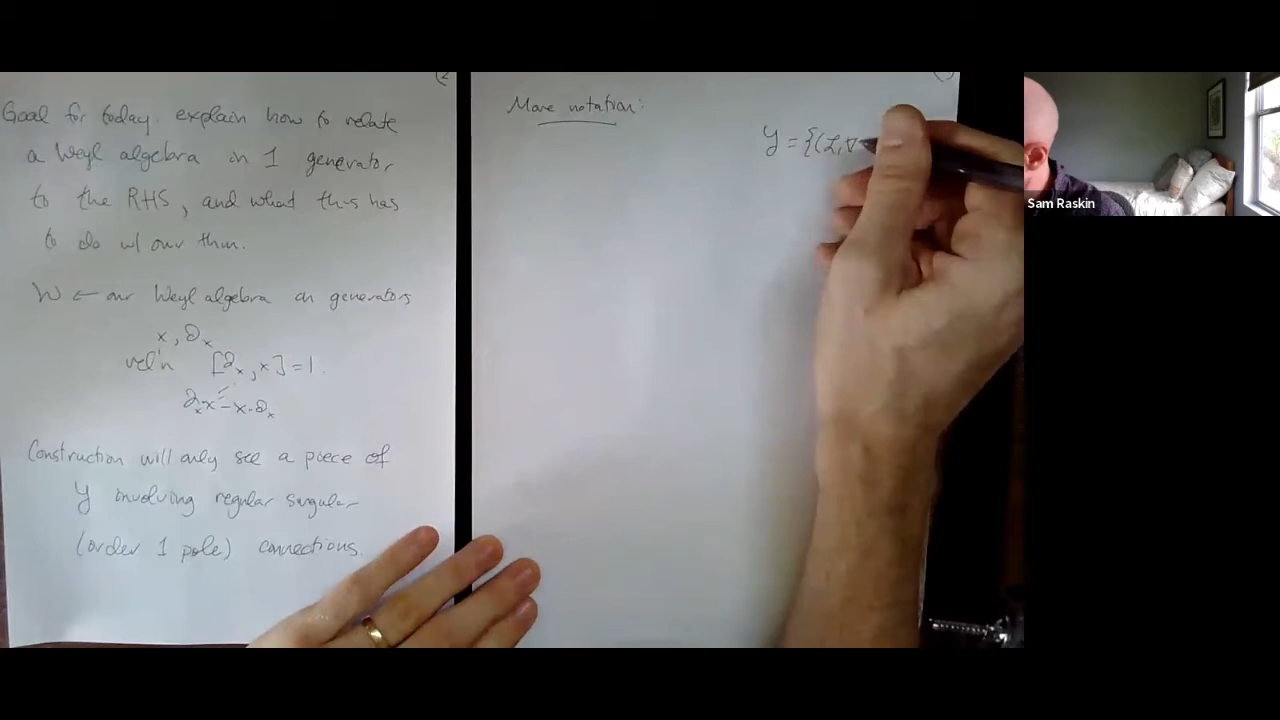 Goal for today: explain how to relate
a Weyl algebra in 1 generator
to the RHS, and what this has
to do w/ our thm.
W ← our Weyl algebra on generators
x, ∂ₓ
rel'n [∂ₓ, x] = 1.
∂ₓx - x·∂ₓ
Construction will only see a piece of
Y involving regular singular
(order 1 pole) connections.
More notation:
Y = {(L, ∇
Sam Raskin